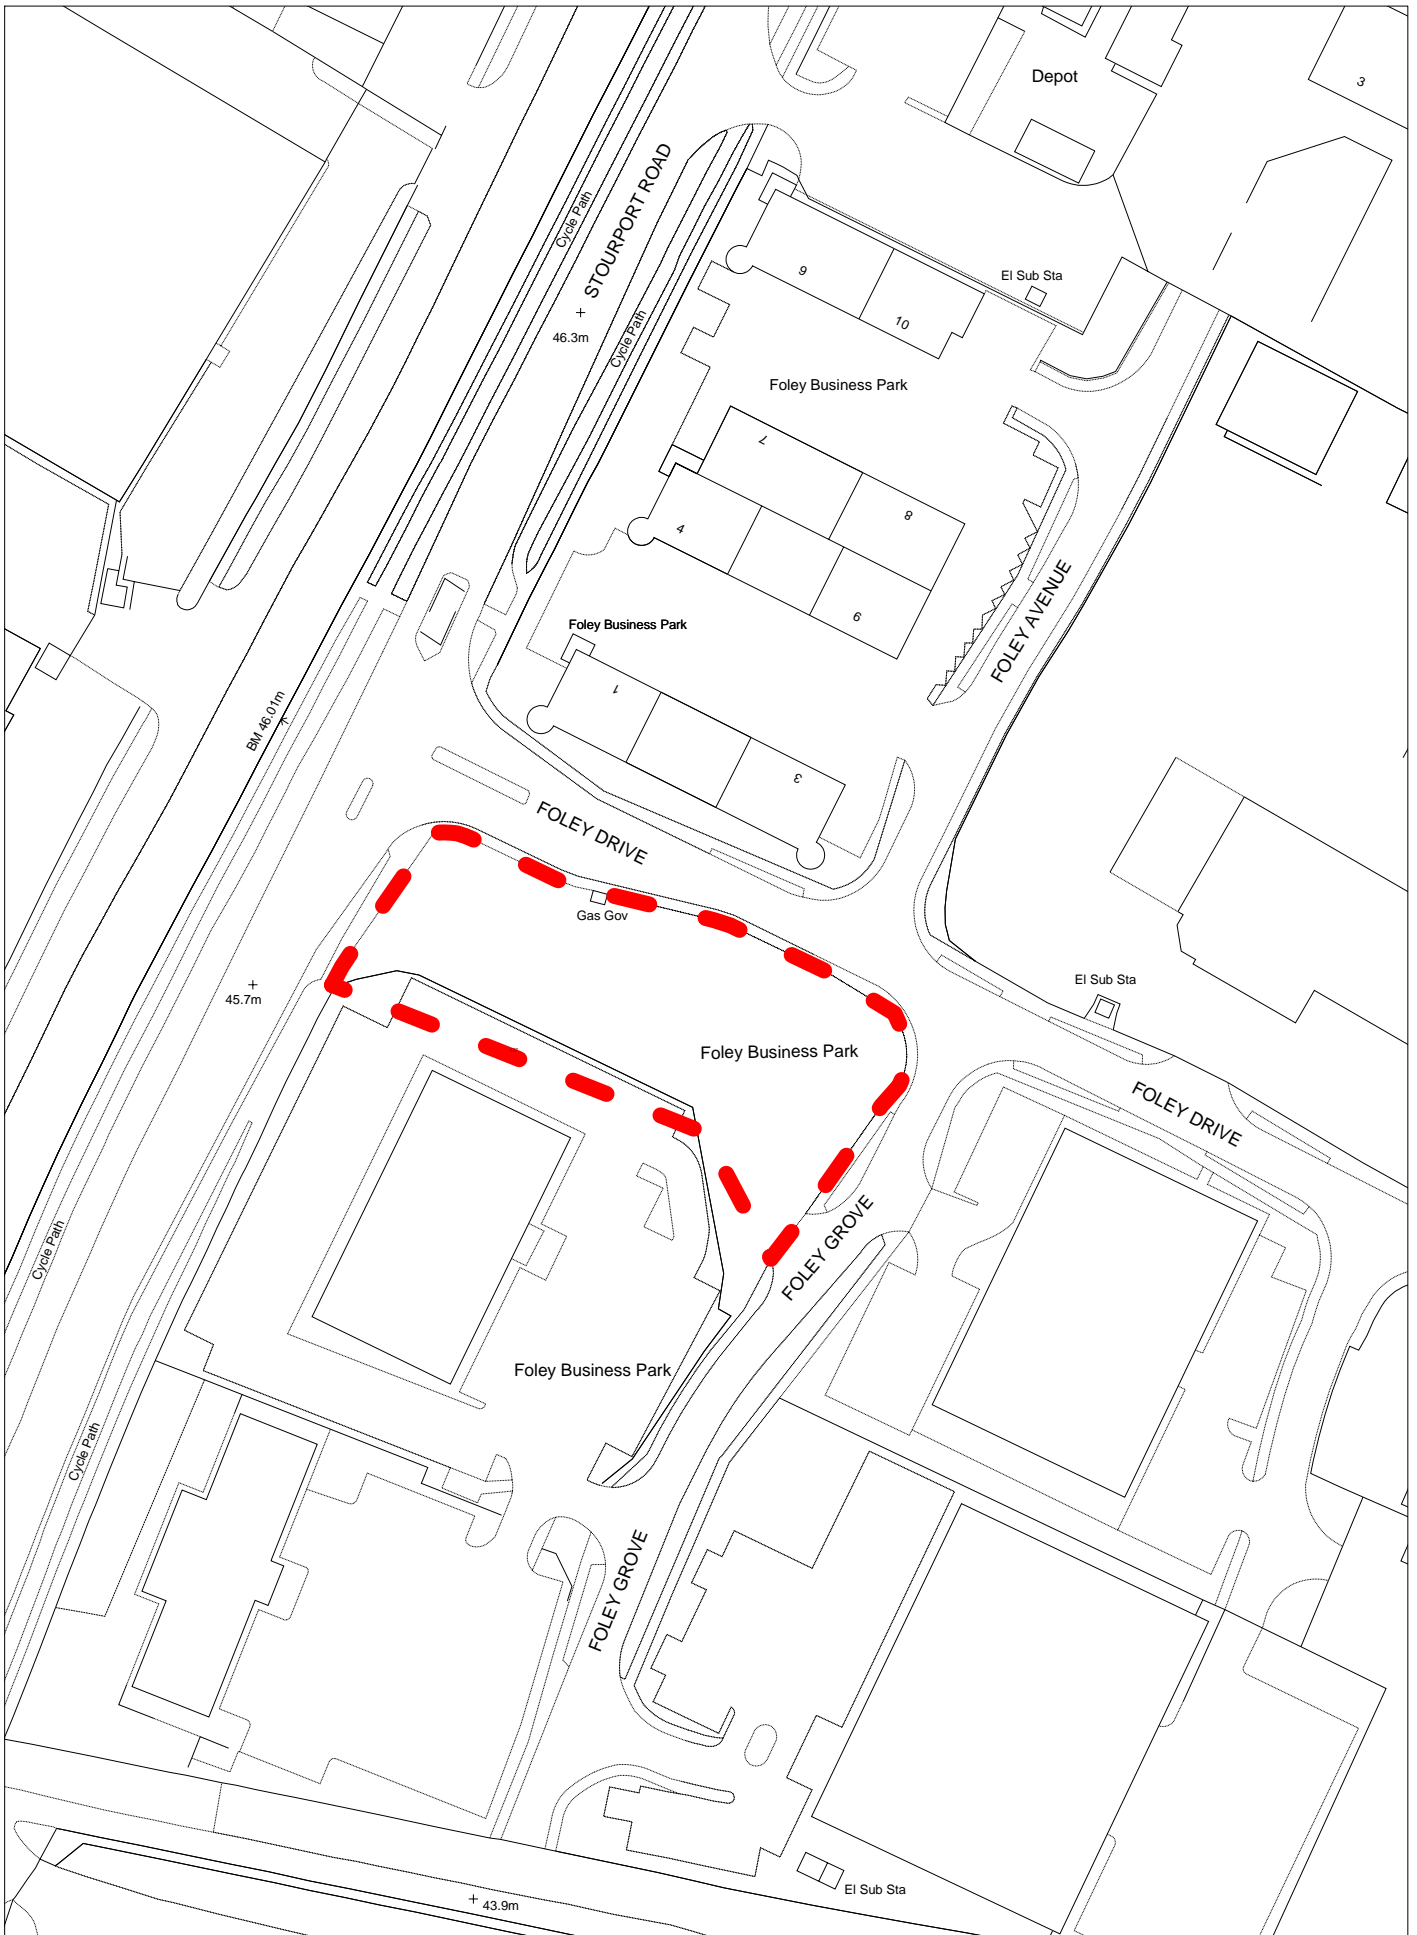 Depot
3
Cycle Path
STOURPORT ROAD
46.3m
Cycle Path
9
10
El Sub Sta
Foley Business Park
7
8
4
6
FOLEY AVENUE
Foley Business Park
1
3
BM 46.01m
FOLEY DRIVE
Gas Gov
45.7m
El Sub Sta
Foley Business Park
FOLEY DRIVE
FOLEY GROVE
Cycle Path
Foley Business Park
Cycle Path
FOLEY GROVE
El Sub Sta
43.9m